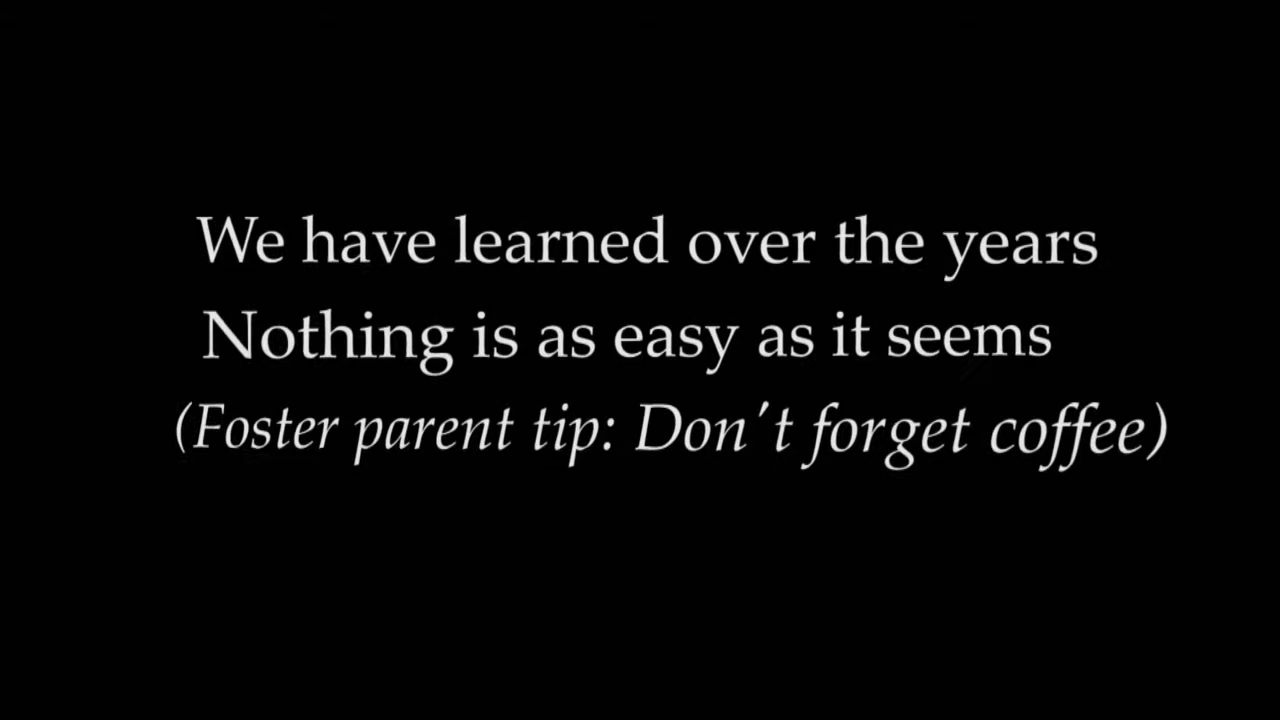 We have learned over the years
Nothing is as easy as it seems
(Foster parent tip: Don't forget coffee)